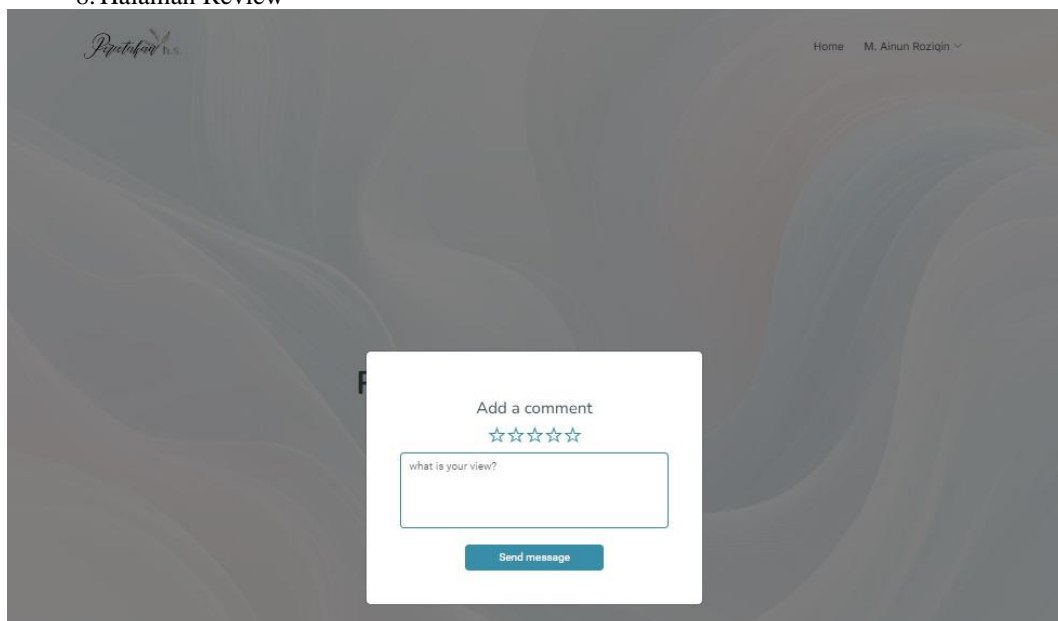 8. Halaman Review
Home M. Ainun Roziqin
Add a comment
what is your view?
Send message